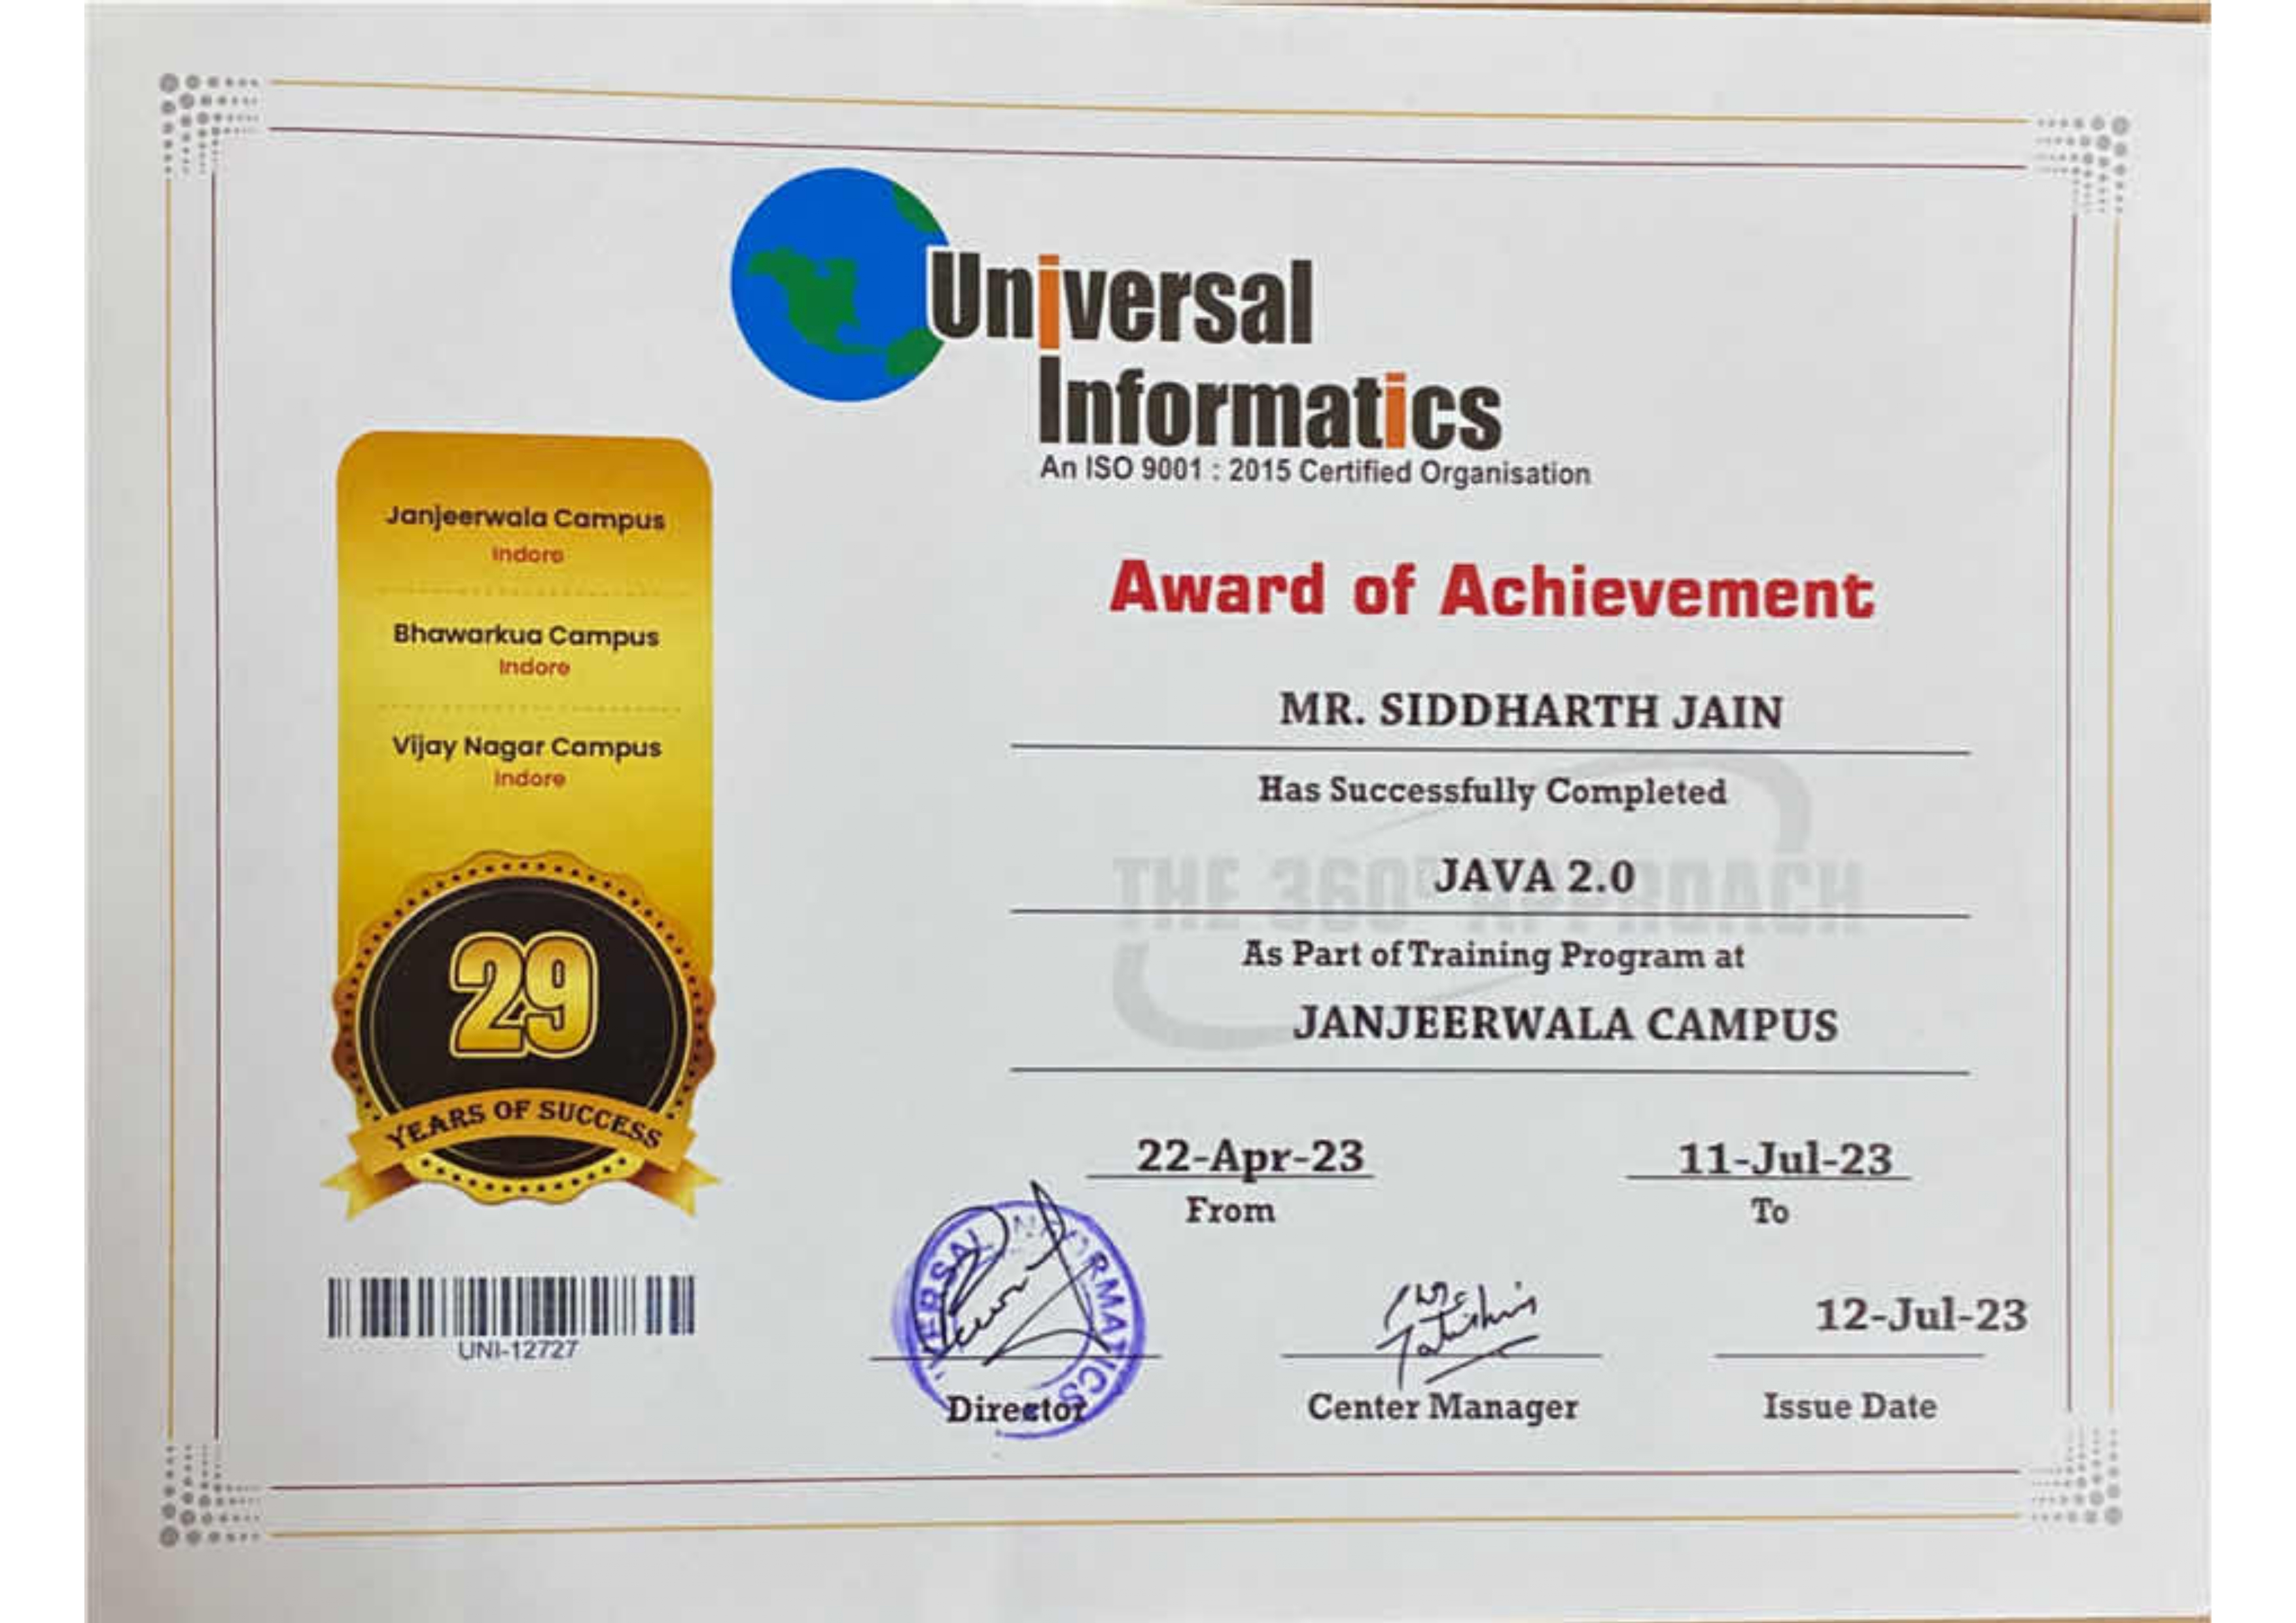 Universal
Informatics
An ISO 9001 : 2015 Certified Organisation
Janjeerwala Campus
Indore
Bhawarkua Campus
Indore
Vijay Nagar Campus
Indore
29
YEARS OF SUCCESS
UNI-12727
Award of Achievement
MR. SIDDHARTH JAIN
Has Successfully Completed
THE 360° APPROACH
JAVA 2.0
As Part of Training Program at
JANJEERWALA CAMPUS
22-Apr-23
From
11-Jul-23
To
Director
Center Manager
12-Jul-23
Issue Date